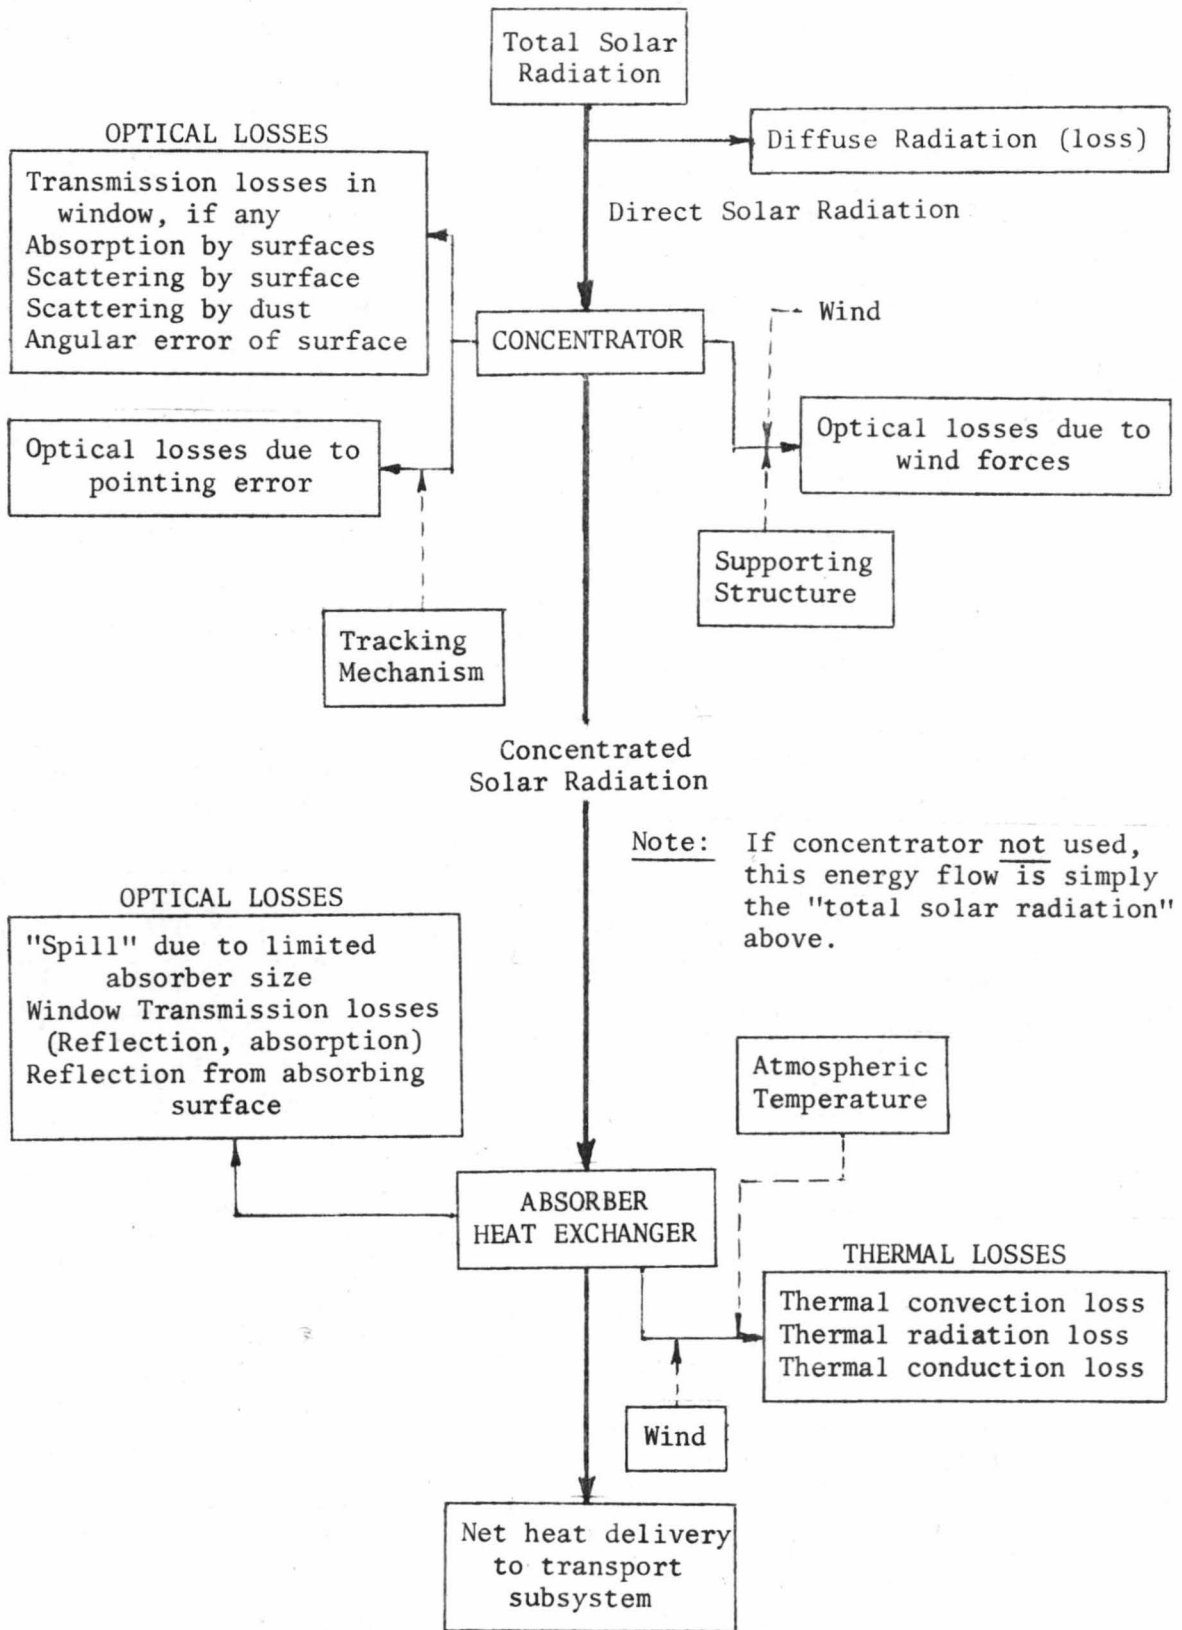 Total Solar
Radiation
Diffuse Radiation (loss)
Direct Solar Radiation
OPTICAL LOSSES
Transmission losses in
window, if any
Absorption by surfaces
Scattering by surface
Scattering by dust
Angular error of surface
CONCENTRATOR
Wind
Optical losses due to
pointing error
Optical losses due to
wind forces
Supporting
Structure
Tracking
Mechanism
Concentrated
Solar Radiation
Note: If concentrator not used,
this energy flow is simply
the "total solar radiation"
above.
OPTICAL LOSSES
"Spill" due to limited
absorber size
Window Transmission losses
(Reflection, absorption)
Reflection from absorbing
surface
Atmospheric
Temperature
ABSORBER
HEAT EXCHANGER
THERMAL LOSSES
Thermal convection loss
Thermal radiation loss
Thermal conduction loss
Wind
Net heat delivery
to transport
subsystem